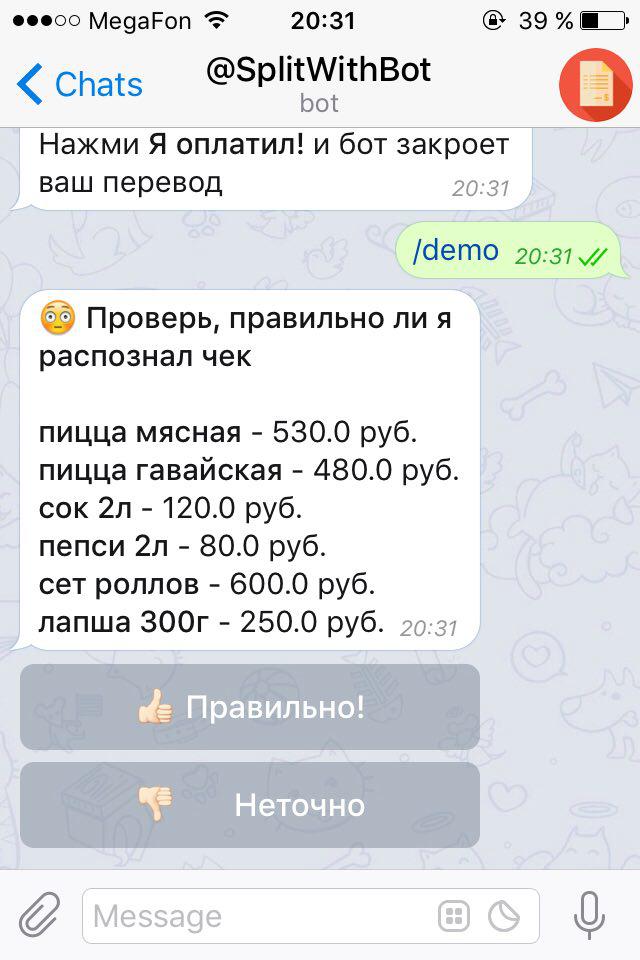 MegaFon 20:31 39 %
Chats @SplitWithBot
bot
Нажми Я оплатил! и бот закроет
ваш перевод 20:31
/demo 20:31
Проверь, правильно ли я
распознал чек
пицца мясная - 530.0 руб.
пицца гавайская - 480.0 руб.
сок 2л - 120.0 руб.
пепси 2л - 80.0 руб.
сет роллов - 600.0 руб.
лапша 300г - 250.0 руб. 20:31
Правильно!
Неточно
Message